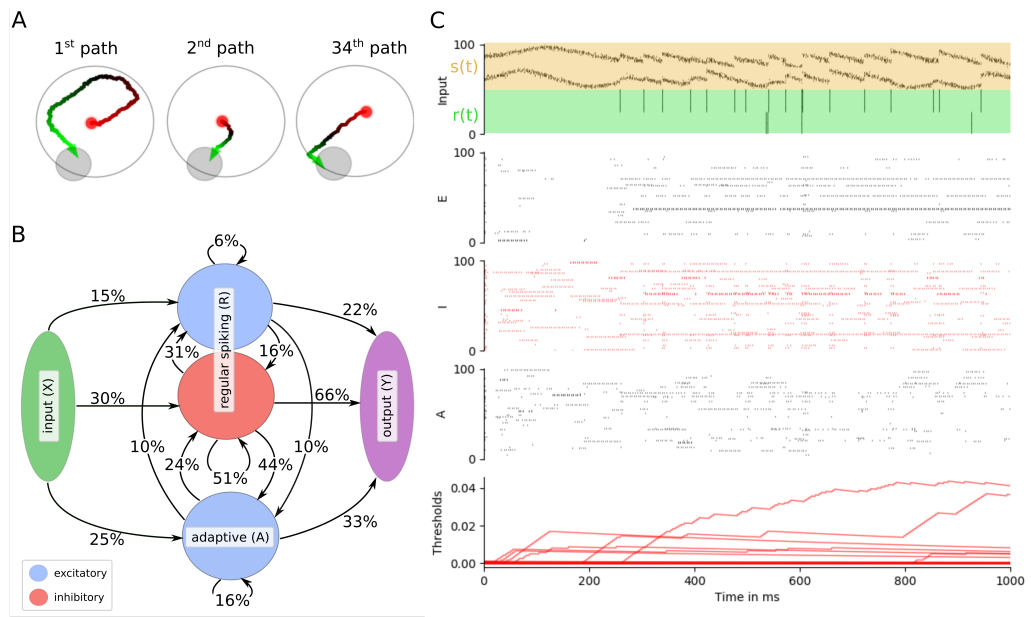 A
1st path
2nd path
34th path
B
6%
15%
22%
31%
16%
regular spiking (R)
input (X)
30%
66%
output (Y)
10%
24%
51%
44%
10%
25%
adaptive (A)
33%
16%
excitatory
inhibitory
C
100
s(t)
Input
r(t)
0
100
E
0
100
I
0
100
A
0
0.04
Thresholds
0.02
0.00
0 200 400 600 800 1000
Time in ms